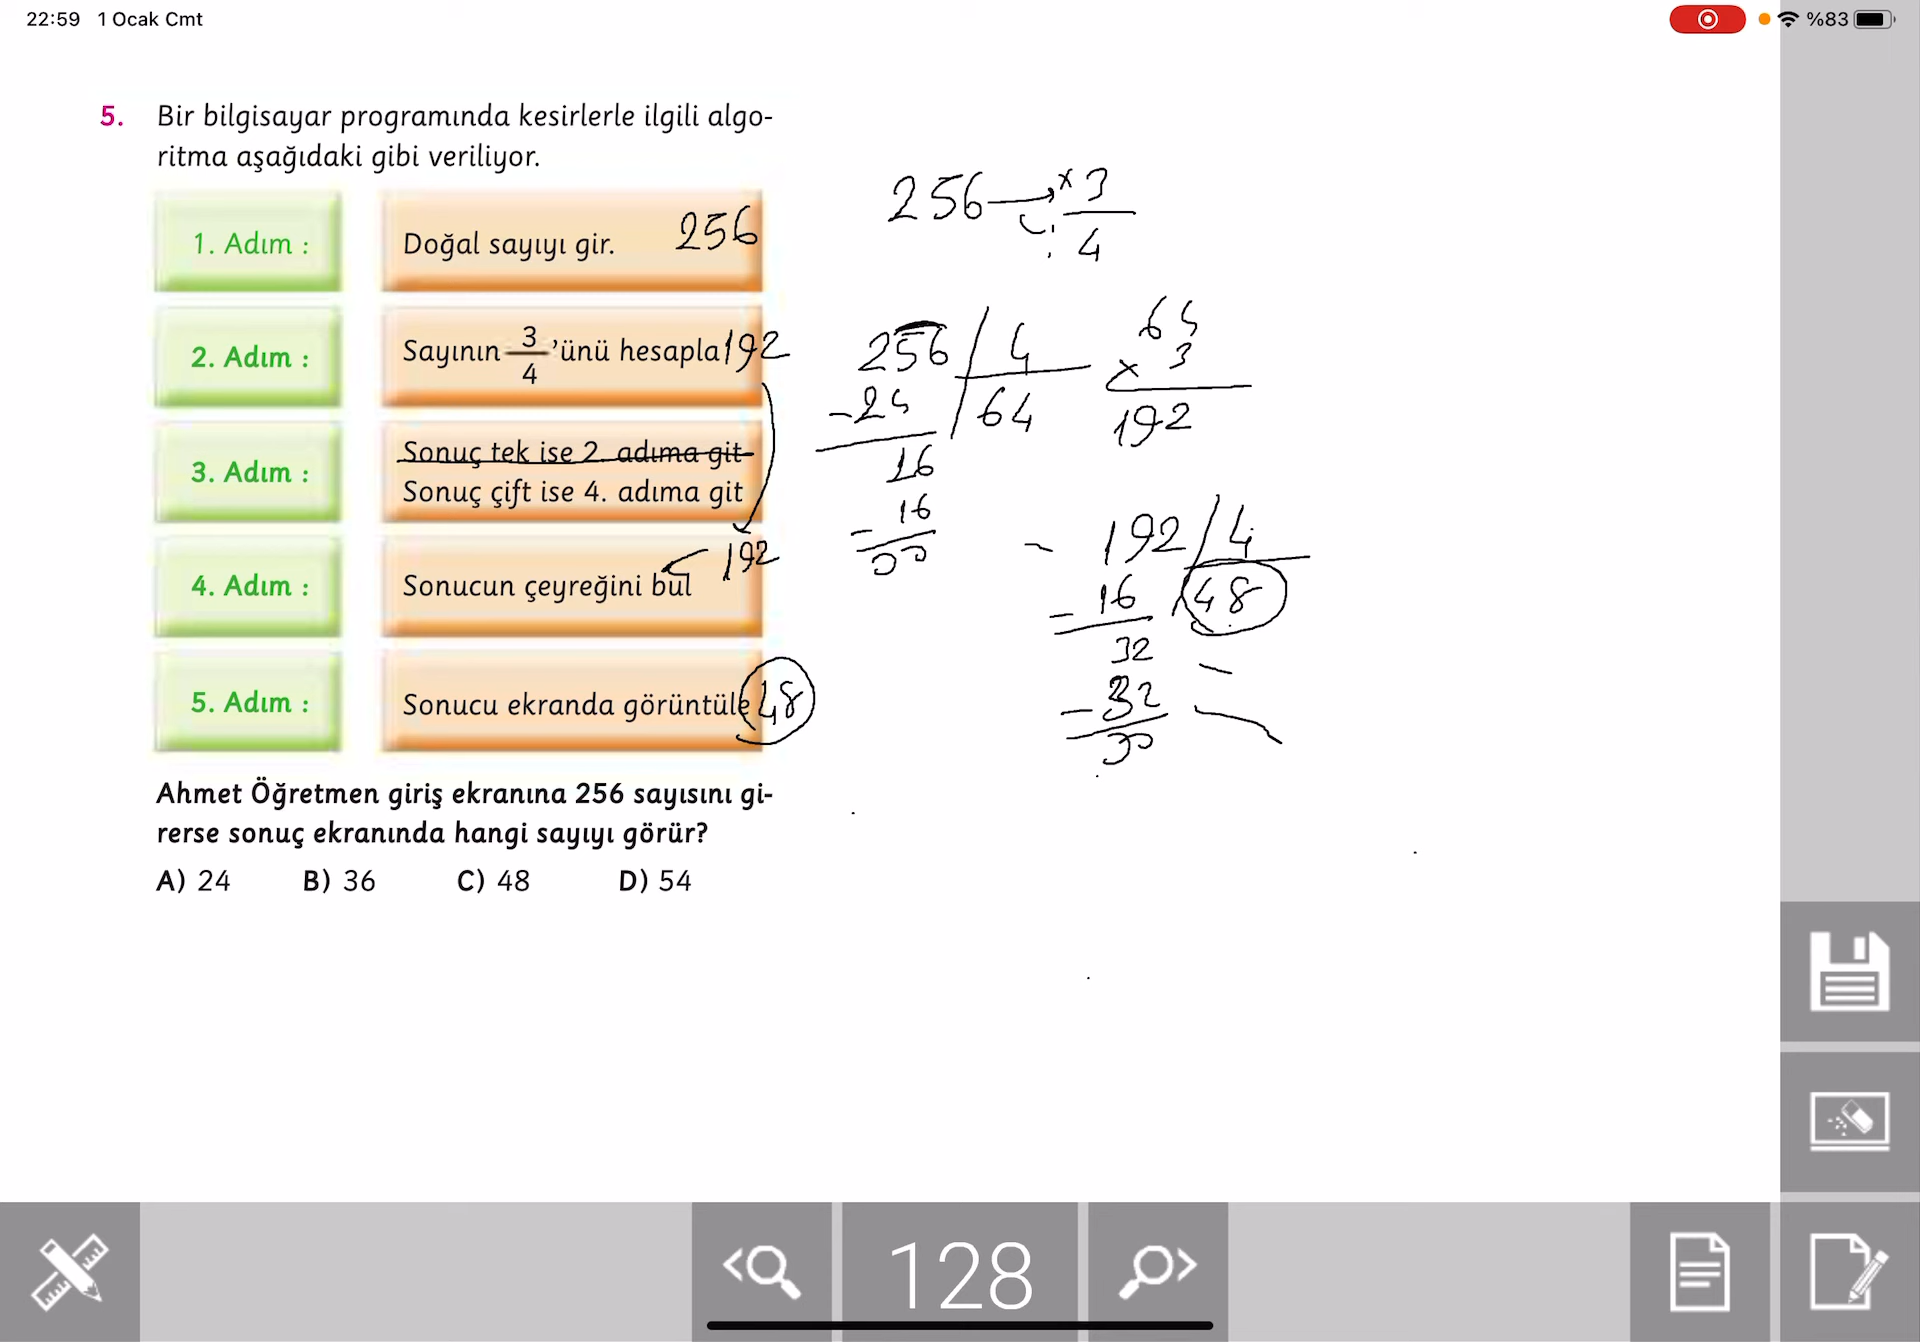 22:59 1 Ocak Cmt
%83
5. Bir bilgisayar programında kesirlerle ilgili algo-
ritma aşağıdaki gibi veriliyor.
1. Adım : Doğal sayıyı gir. 256
2. Adım : Sayının 3/4 'ünü hesapla 192
3. Adım : Sonuç tek ise 2. adıma git
Sonuç çift ise 4. adıma git
192
4. Adım : Sonucun çeyreğini bul
5. Adım : Sonucu ekranda görüntüle 48
Ahmet Öğretmen giriş ekranına 256 sayısını gi-
rerse sonuç ekranında hangi sayıyı görür?
A) 24 B) 36 C) 48 D) 54
256 x 3
: 4
256 4
- 24 64
16
- 16
00
64
x 3
192
192 4
- 16 48
32
- 32
00
128